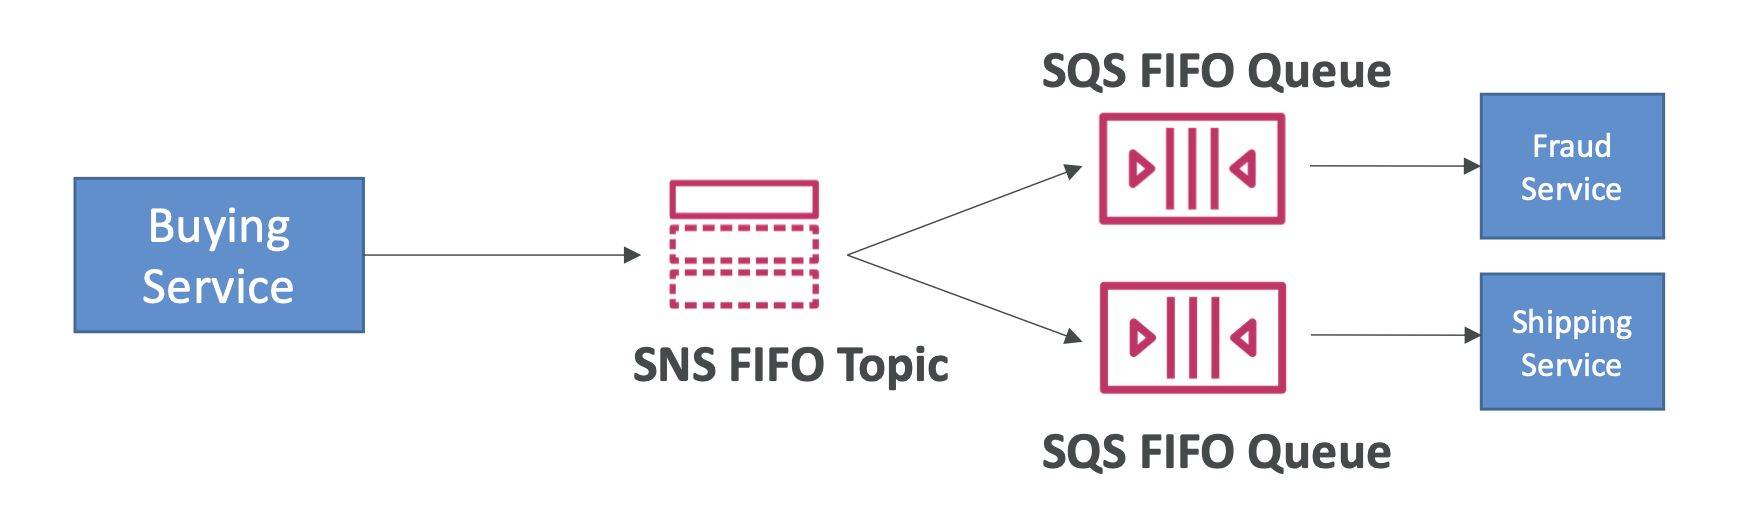 SQS FIFO Queue
Fraud
Service
Buying
Service
SNS FIFO Topic
Shipping
Service
SQS FIFO Queue